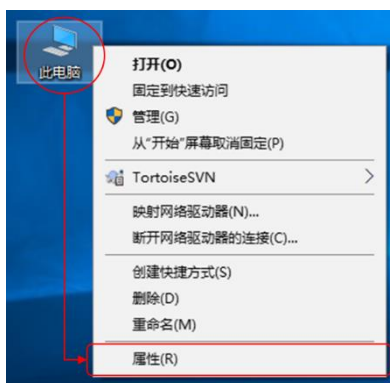 此电脑
打开(O)
固定到快速访问
管理(G)
从"开始"屏幕取消固定(P)
TortoiseSVN
映射网络驱动器(N)...
断开网络驱动器的连接(C)...
创建快捷方式(S)
删除(D)
重命名(M)
属性(R)